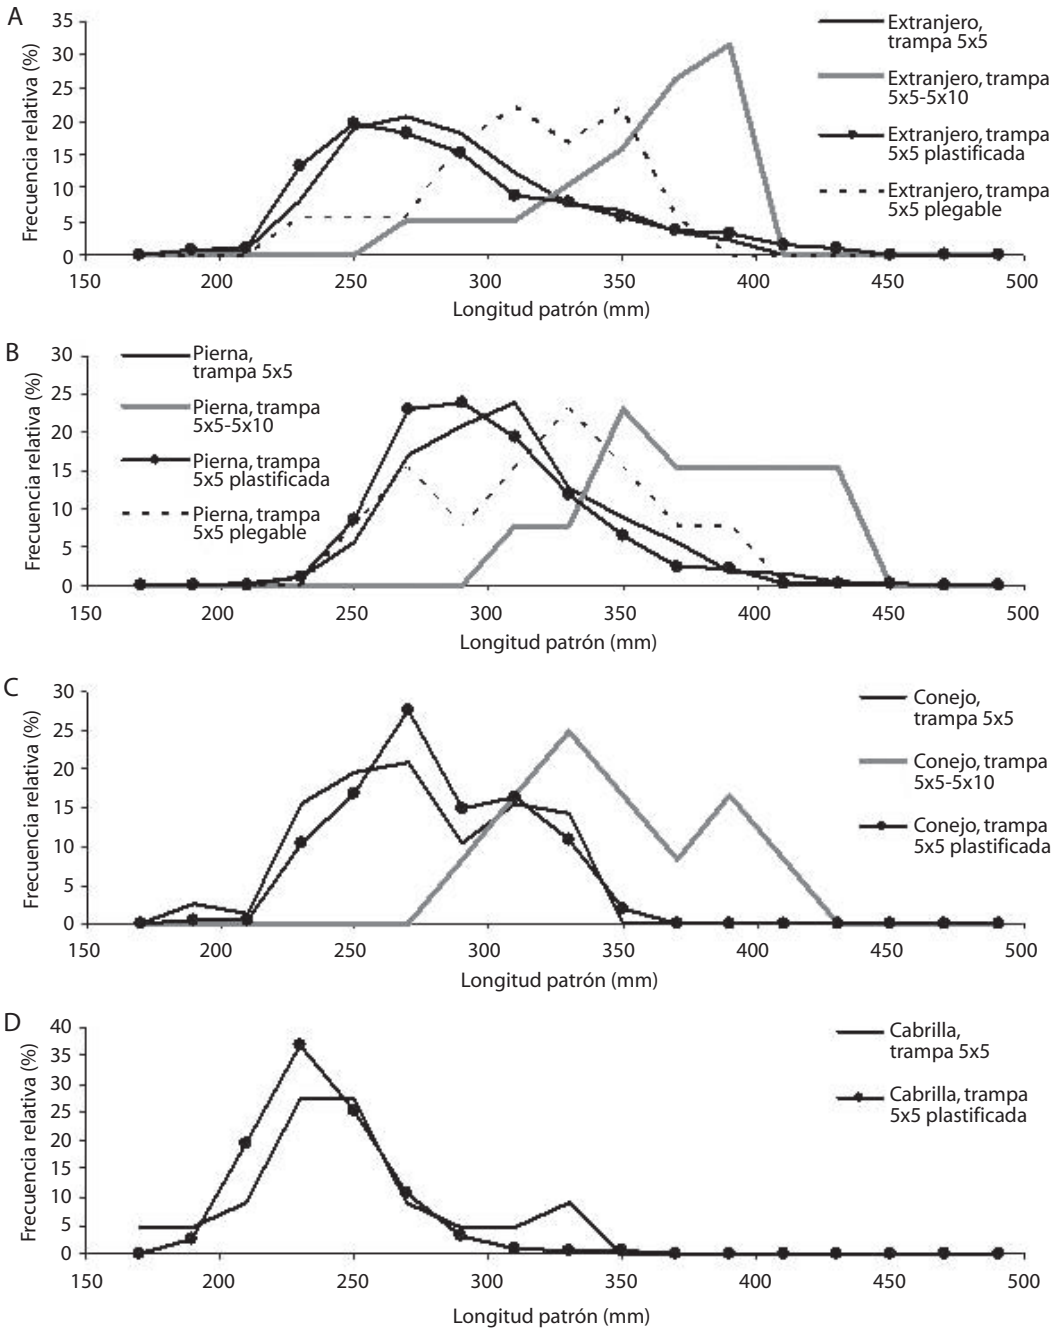 A
35
30
25
20
15
10
5
0
Frecuencia relativa (%)
150 200 250 300 350 400 450 500
Longitud patrón (mm)
Extranjero,
trampa 5x5
Extranjero, trampa
5x5-5x10
Extranjero, trampa
5x5 plastificada
Extranjero, trampa
5x5 plegable
B
30
25
20
15
10
5
0
Frecuencia relativa (%)
150 200 250 300 350 400 450 500
Longitud patrón (mm)
Pierna,
trampa 5x5
Pierna, trampa
5x5-5x10
Pierna, trampa
5x5 plastificada
Pierna, trampa
5x5 plegable
C
30
25
20
15
10
5
0
Frecuencia relativa (%)
150 200 250 300 350 400 450 500
Longitud patrón (mm)
Conejo,
trampa 5x5
Conejo, trampa
5x5-5x10
Conejo, trampa
5x5 plastificada
D
40
35
30
25
20
15
10
5
0
Frecuencia relativa (%)
150 200 250 300 350 400 450 500
Longitud patrón (mm)
Cabrilla,
trampa 5x5
Cabrilla, trampa
5x5 plastificada